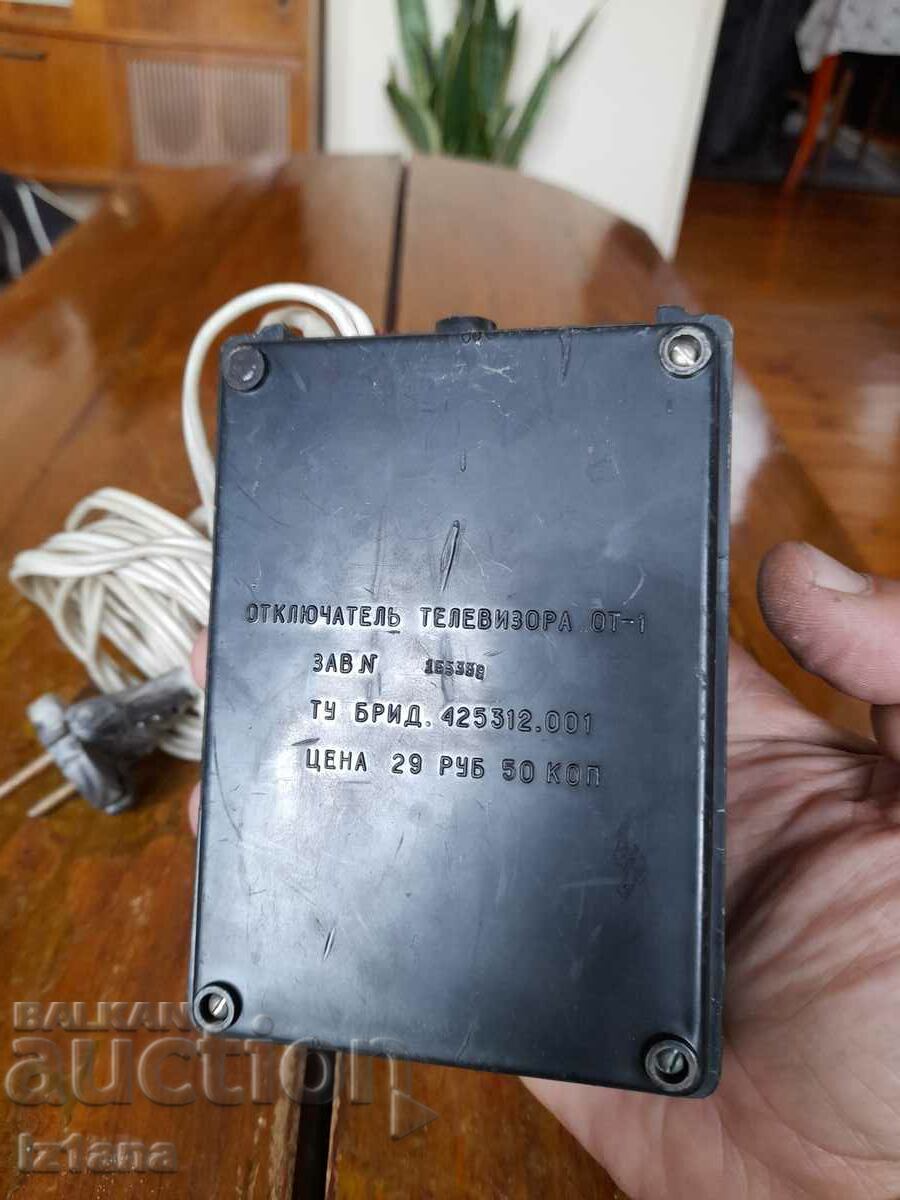 ОТКЛЮЧАТЕЛЬ ТЕЛЕВИЗОРА ОТ-1
ЗАВ №
ТУ БРИД. 425312.001
ЦЕНА 29 РУБ 50 КОП
BALKAN
auction
iz1ana